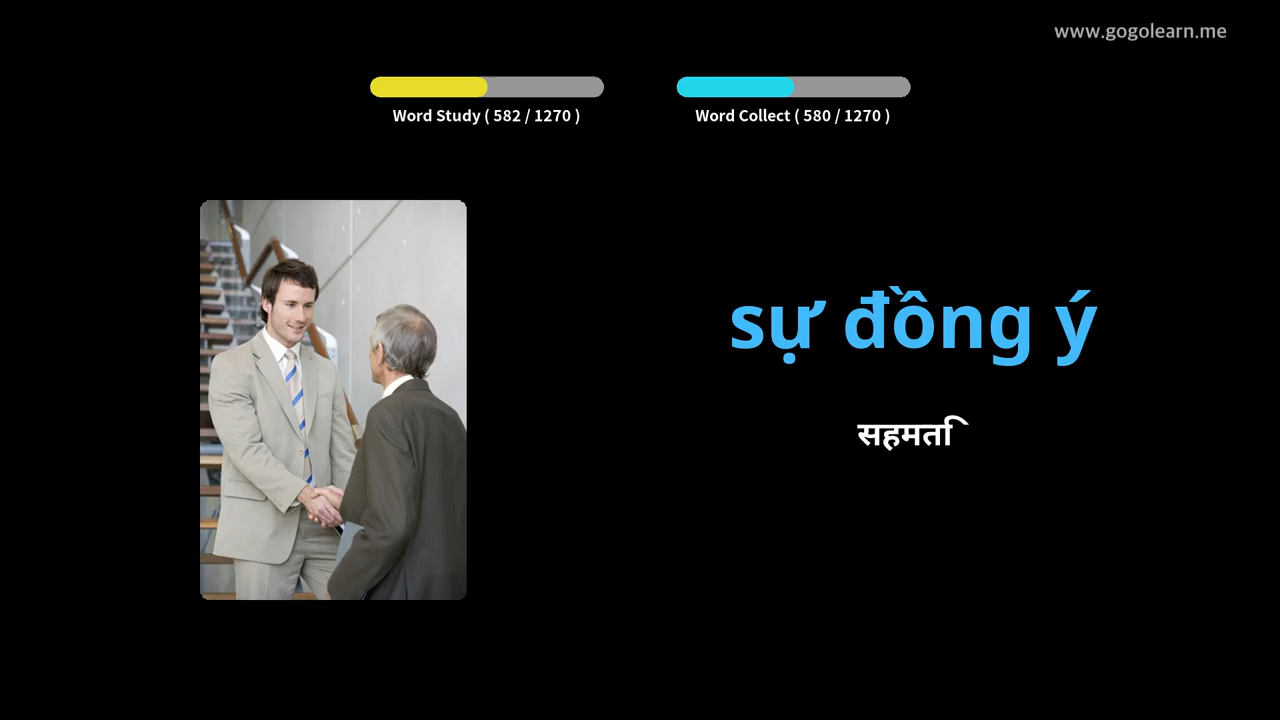 www.gogolearn.me
Word Study ( 582 / 1270 )
Word Collect ( 580 / 1270 )
sự đồng ý
सहमति